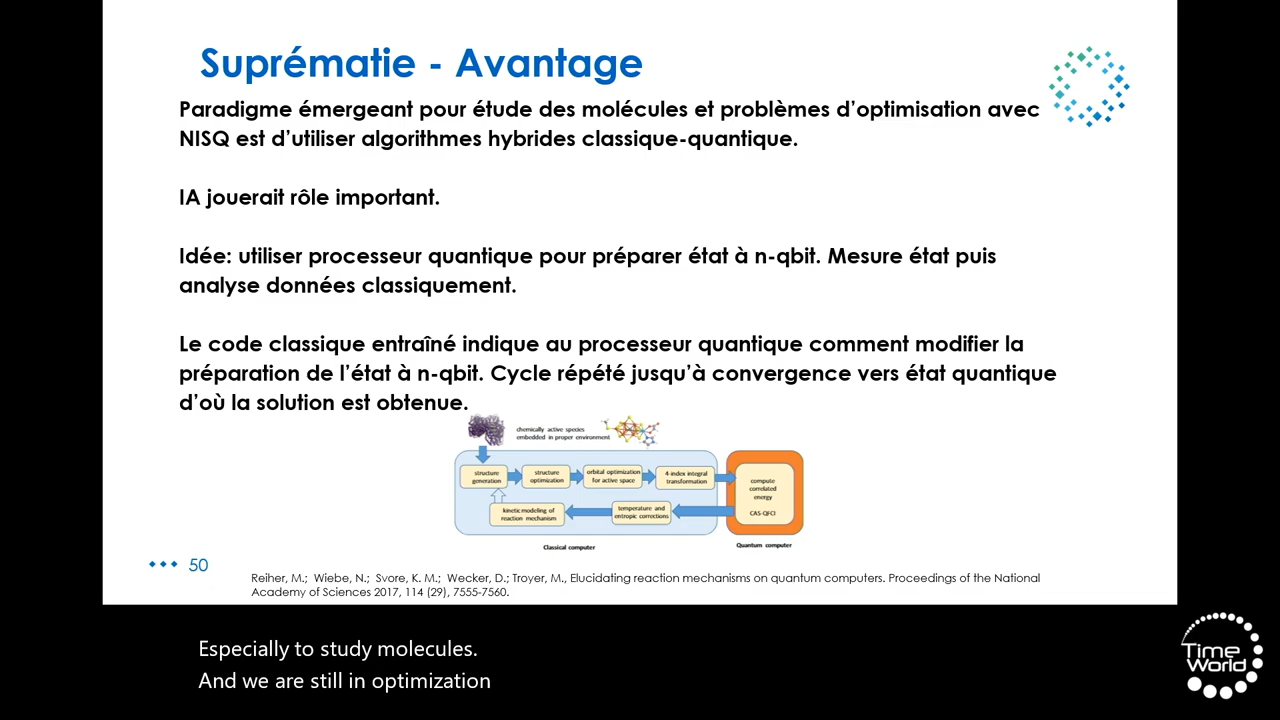 Suprématie - Avantage
Paradigme émergeant pour étude des molécules et problèmes d’optimisation avec
NISQ est d’utiliser algorithmes hybrides classique-quantique.
IA jouerait rôle important.
Idée: utiliser processeur quantique pour préparer état à n-qbit. Mesure état puis
analyse données classiquement.
Le code classique entraîné indique au processeur quantique comment modifier la
préparation de l’état à n-qbit. Cycle répété jusqu’à convergence vers état quantique
d’où la solution est obtenue.
chemically active species
embedded in proper environment
structure
generation
structure
optimization
orbital optimization
for active space
4-index integral
transformation
compute
correlated
energy
CAS-QFCI
kinetic modeling of
reaction mechanism
temperature and
entropic corrections
Classical computer
Quantum computer
50
Reiher, M.; Wiebe, N.; Svore, K. M.; Wecker, D.; Troyer, M., Elucidating reaction mechanisms on quantum computers. Proceedings of the National
Academy of Sciences 2017, 114 (29), 7555-7560.
Especially to study molecules.
And we are still in optimization
Time
World